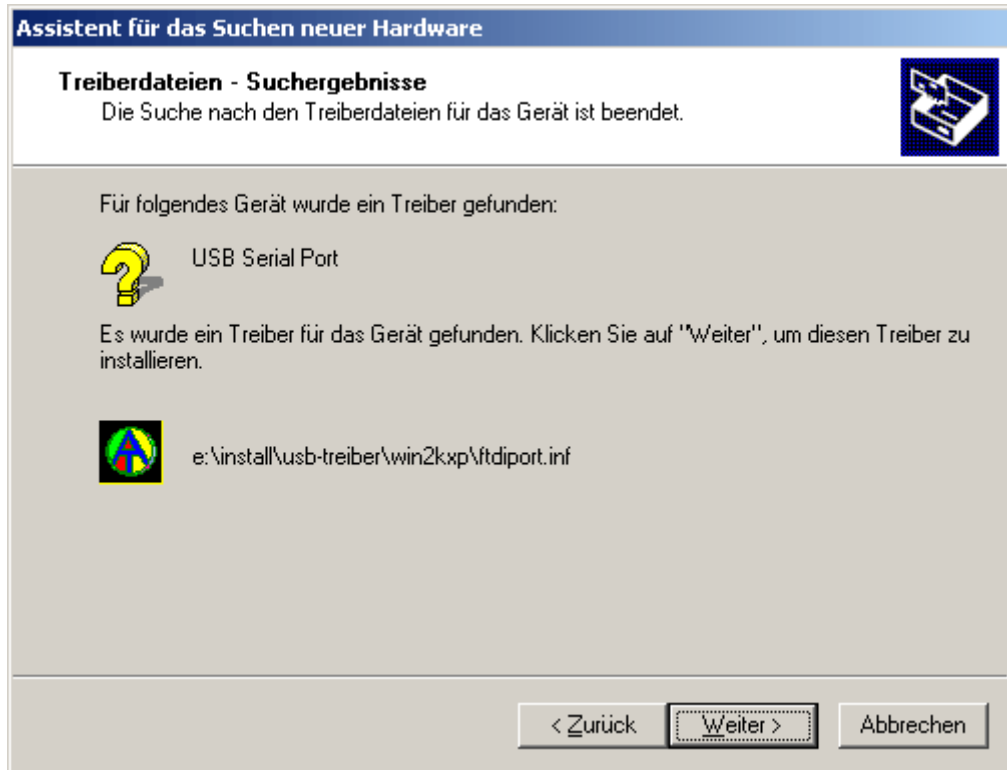 Assistent für das Suchen neuer Hardware
Treiberdateien - Suchergebnisse
Die Suche nach den Treiberdateien für das Gerät ist beendet.
Für folgendes Gerät wurde ein Treiber gefunden:
USB Serial Port
Es wurde ein Treiber für das Gerät gefunden. Klicken Sie auf "Weiter", um diesen Treiber zu
installieren.
e:\install\usb-treiber\win2kxp\ftdiport.inf
< Zurück Weiter > Abbrechen